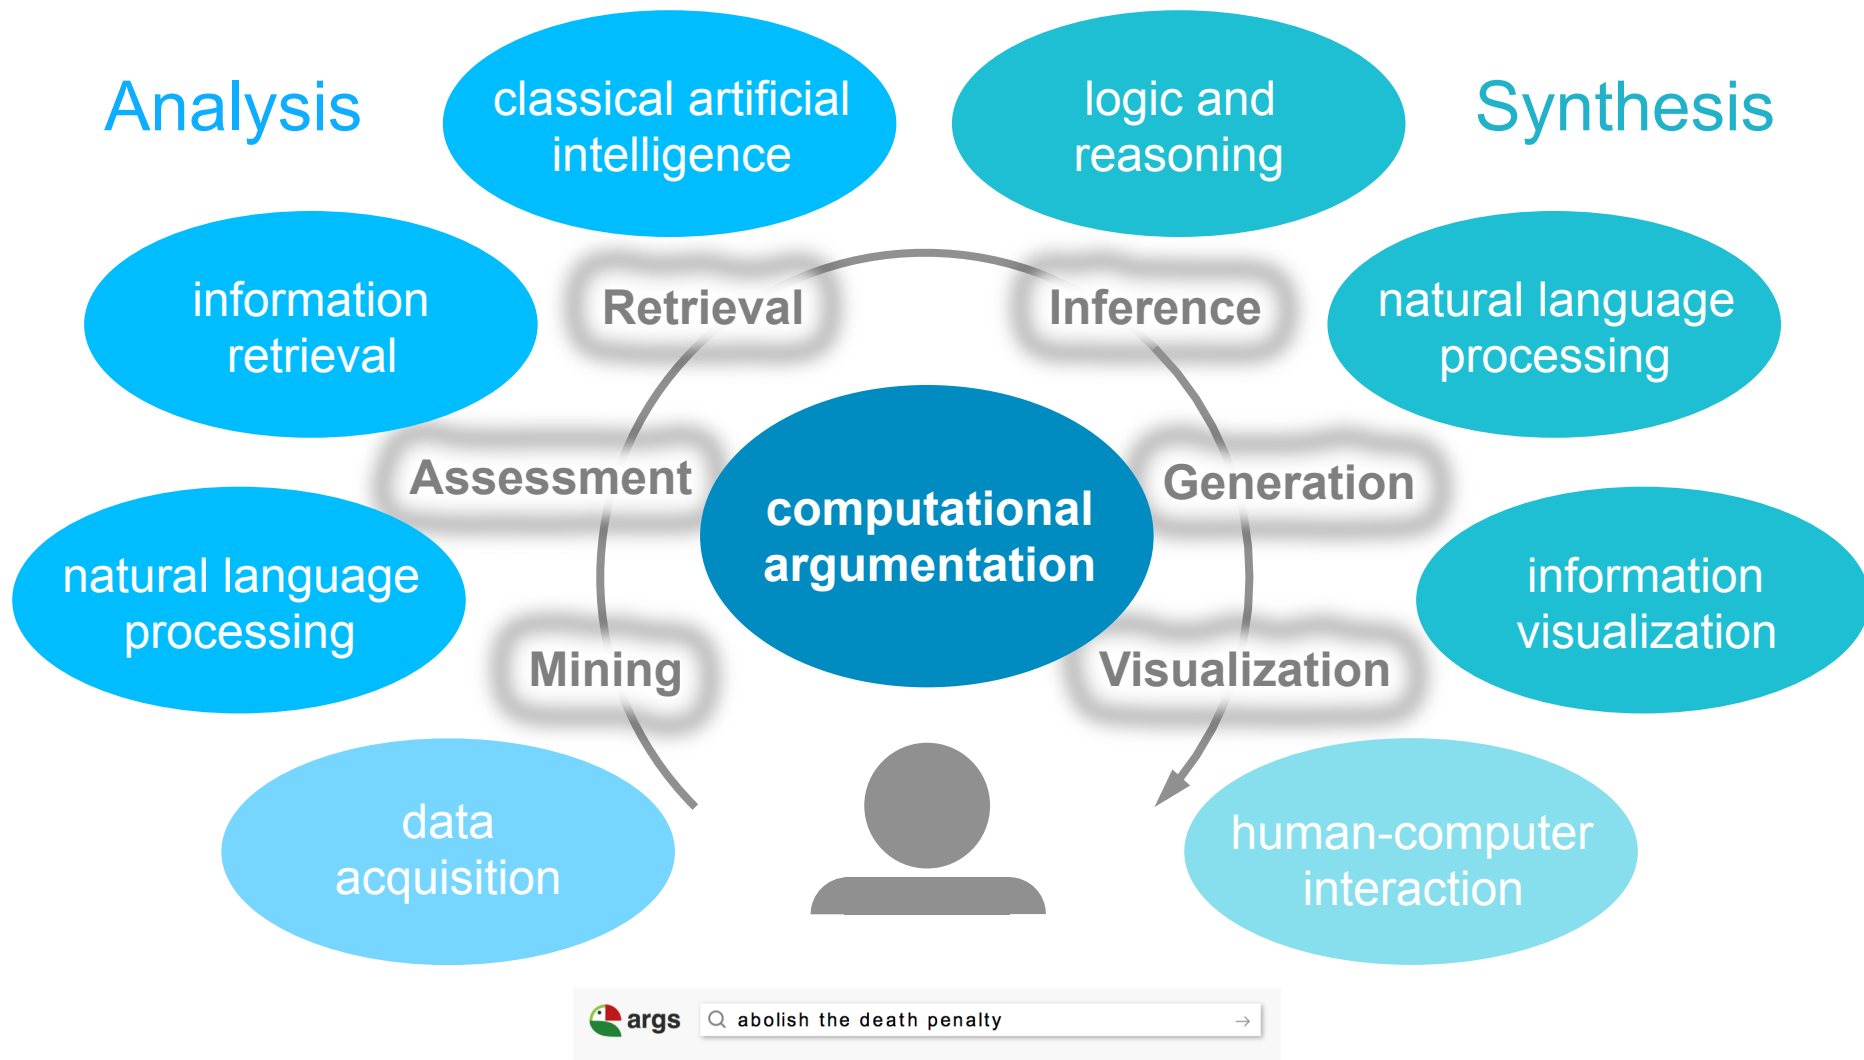 Analysis
classical artificial
intelligence
logic and
reasoning
Synthesis
information
retrieval
Retrieval
Inference
natural language
processing
Assessment
computational
argumentation
Generation
natural language
processing
information
visualization
Mining
Visualization
data
acquisition
human-computer
interaction
args
abolish the death penalty